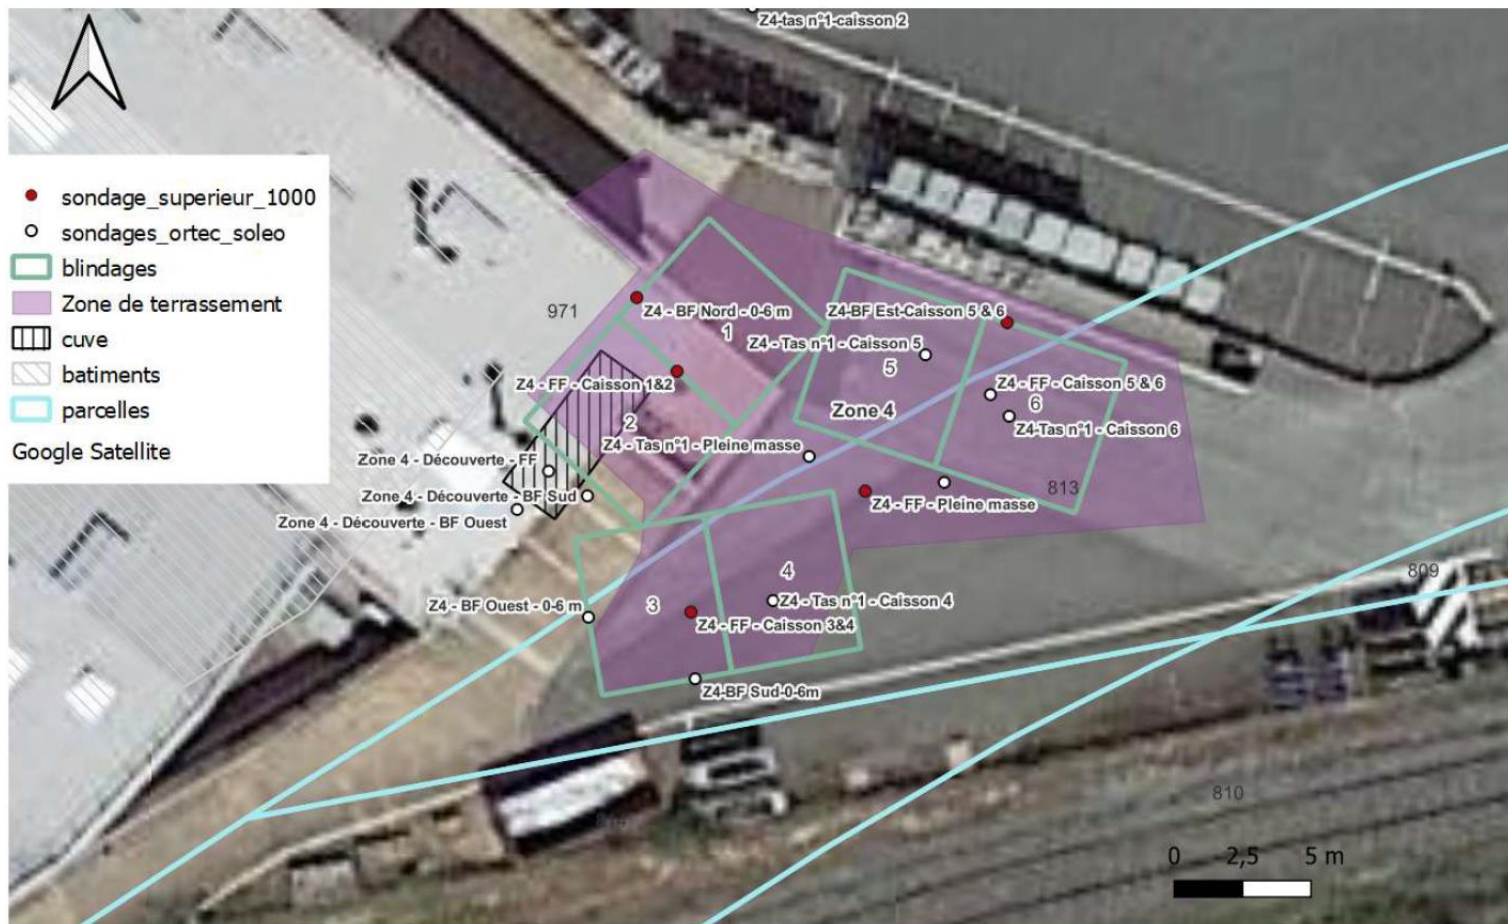 Z4-tas n°1-caisson 2
sondage_superieur_1000
sondages_ortec_soleo
blindages
Zone de terrassement
cuve
batiments
parcelles
Google Satellite
971
Z4 - BF Nord - 0-6 m
1
Z4-BF Est-Caisson 5 & 6
Z4 - Tas n°1 - Caisson 5
5
Z4 - FF - Caisson 1&2
Z4 - FF - Caisson 5 & 6
6
Zone 4
2
Z4-Tas n°1 - Caisson 6
Z4 - Tas n°1 - Pleine masse
Zone 4 - Découverte - FF
813
Zone 4 - Découverte - BF Sud
Z4 - FF - Pleine masse
Zone 4 - Découverte - BF Ouest
4
809
Z4 - BF Ouest - 0-6 m
3
Z4 - Tas n°1 - Caisson 4
Z4 - FF - Caisson 3&4
Z4-BF Sud-0-6m
810
0 2,5 5 m